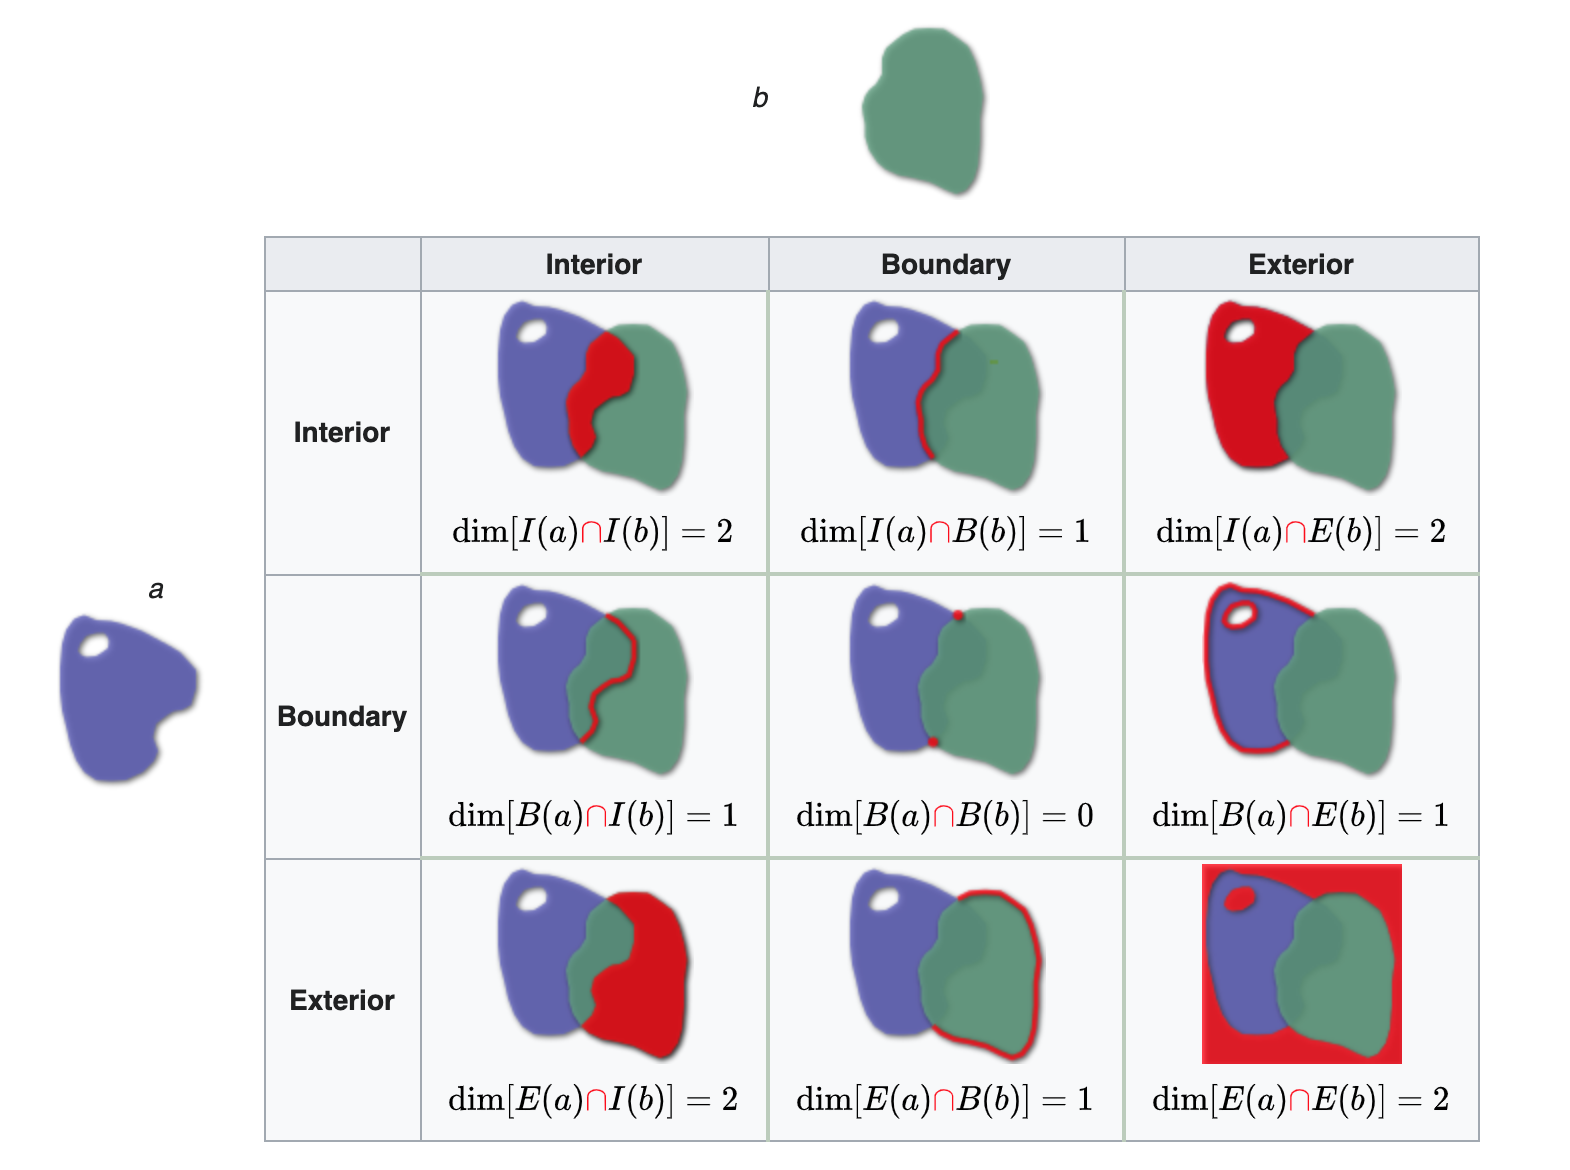 b
Interior Boundary Exterior
Interior
dim[I(a)∩I(b)] = 2 dim[I(a)∩B(b)] = 1 dim[I(a)∩E(b)] = 2
a
Boundary
dim[B(a)∩I(b)] = 1 dim[B(a)∩B(b)] = 0 dim[B(a)∩E(b)] = 1
Exterior
dim[E(a)∩I(b)] = 2 dim[E(a)∩B(b)] = 1 dim[E(a)∩E(b)] = 2